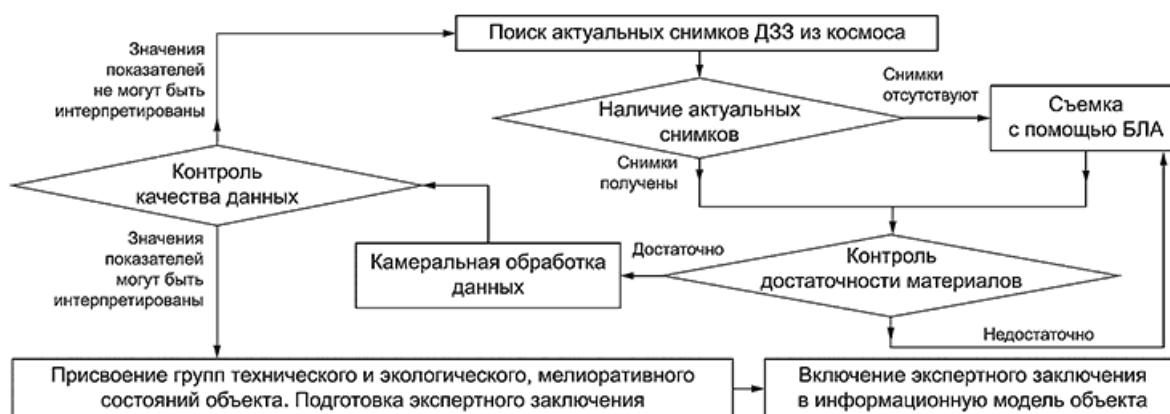 Поиск актуальных снимков ДЗЗ из космоса
Значения
показателей
не могут быть
интерпретированы
Наличие актуальных
снимков
Снимки
отсутствуют
Съемка
с помощью БЛА
Снимки
получены
Контроль
качества данных
Значения
показателей
могут быть
интерпретированы
Камеральная обработка
данных
Достаточно
Контроль
достаточности материалов
Недостаточно
Присвоение групп технического и экологического, мелиоративного
состояний объекта. Подготовка экспертного заключения
Включение экспертного заключения
в информационную модель объекта